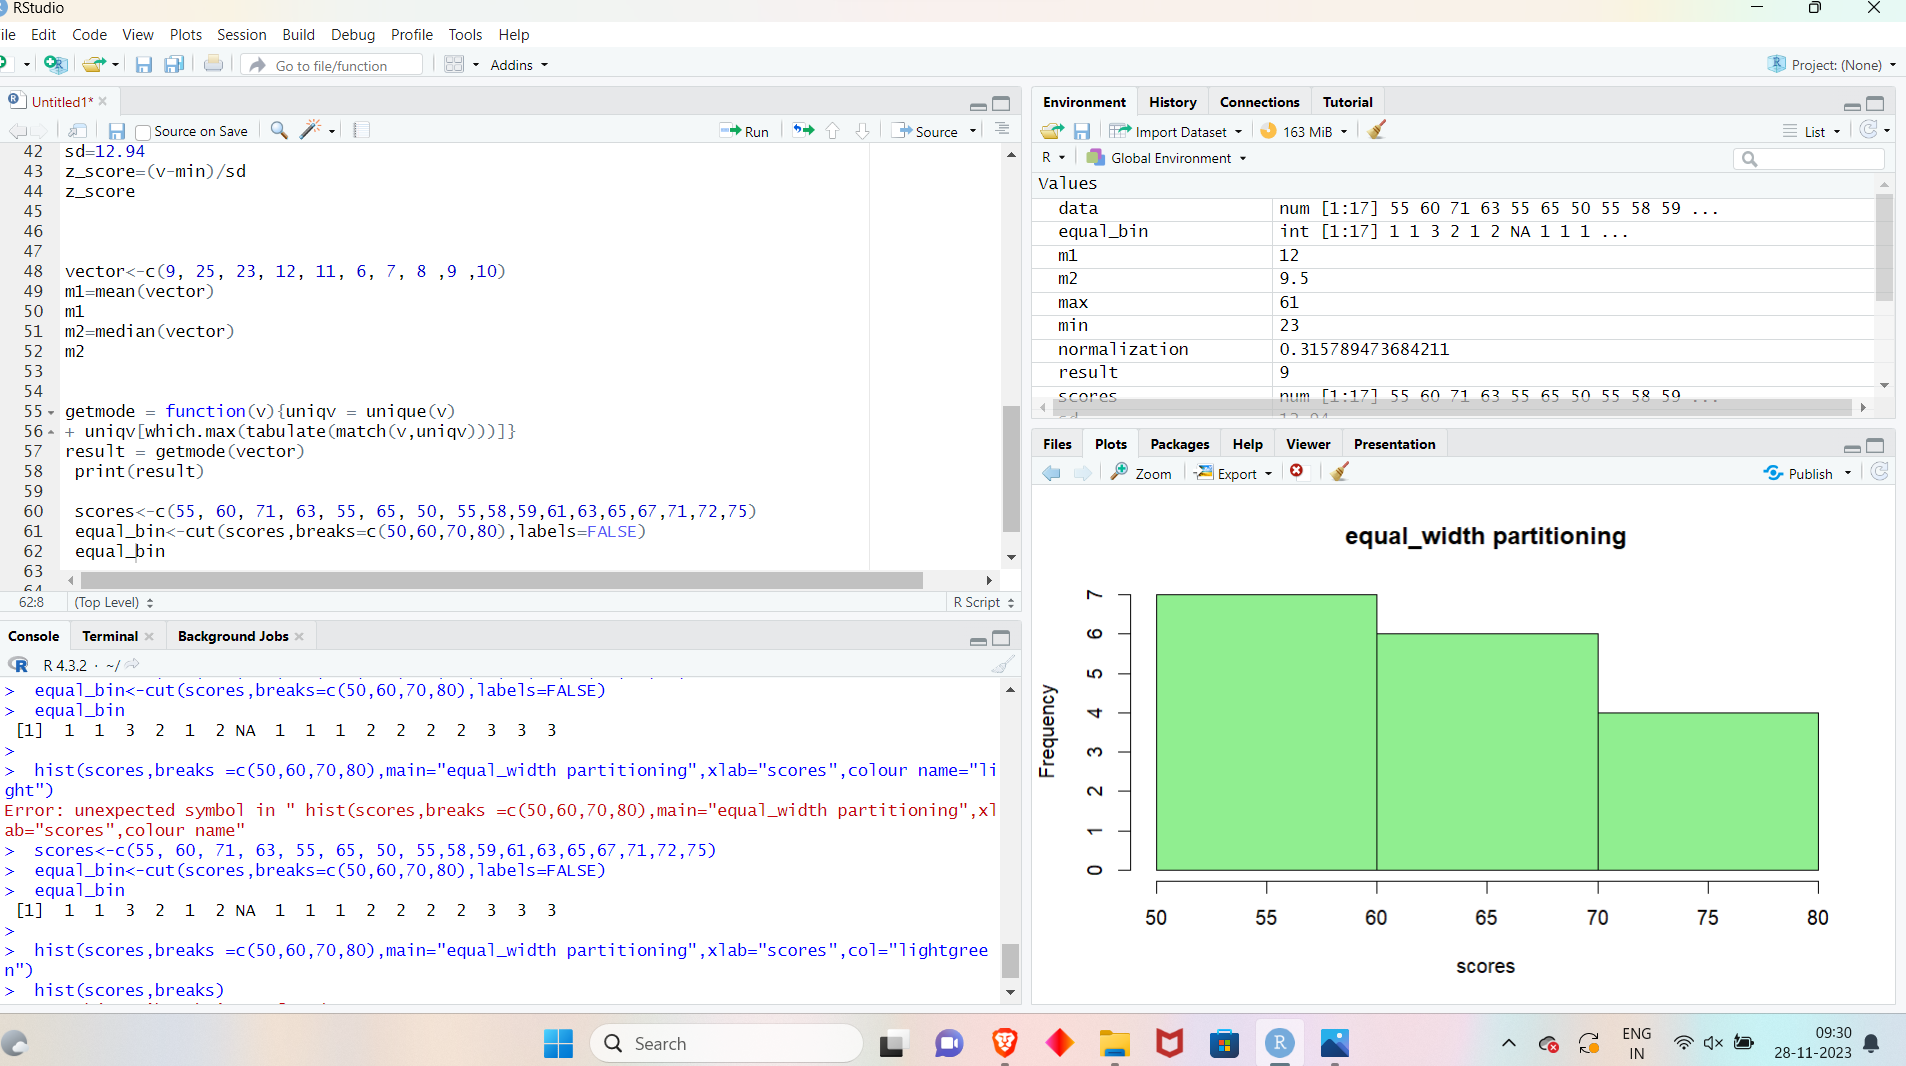 RStudio
ile Edit Code View Plots Session Build Debug Profile Tools Help
Go to file/function Addins Project: (None)
Untitled1*
Source on Save Run Source
42 sd=12.94
43 z_score=(v-min)/sd
44 z_score
45
46
47
48 vector<-c(9, 25, 23, 12, 11, 6, 7, 8 ,9 ,10)
49 m1=mean(vector)
50 m1
51 m2=median(vector)
52 m2
53
54
55 getmode = function(v){uniqv = unique(v)
56 + uniqv[which.max(tabulate(match(v,uniqv)))]}
57 result = getmode(vector)
58 print(result)
59
60 scores<-c(55, 60, 71, 63, 55, 65, 50, 55,58,59,61,63,65,67,71,72,75)
61 equal_bin<-cut(scores,breaks=c(50,60,70,80),labels=FALSE)
62 equal_bin
63
64
62:8 (Top Level) R Script
Console Terminal Background Jobs
R R 4.3.2 · ~/
> equal_bin<-cut(scores,breaks=c(50,60,70,80),labels=FALSE)
> equal_bin
[1] 1 1 3 2 1 2 NA 1 1 1 2 2 2 2 3 3 3
>
> hist(scores,breaks =c(50,60,70,80),main="equal_width partitioning",xlab="scores",colour name="li
ght")
Error: unexpected symbol in " hist(scores,breaks =c(50,60,70,80),main="equal_width partitioning",xl
ab="scores",colour name"
> scores<-c(55, 60, 71, 63, 55, 65, 50, 55,58,59,61,63,65,67,71,72,75)
> equal_bin<-cut(scores,breaks=c(50,60,70,80),labels=FALSE)
> equal_bin
[1] 1 1 3 2 1 2 NA 1 1 1 2 2 2 2 3 3 3
>
> hist(scores,breaks =c(50,60,70,80),main="equal_width partitioning",xlab="scores",col="lightgree
n")
> hist(scores,breaks)
Environment History Connections Tutorial
Import Dataset 163 MiB List
R Global Environment
Values
data num [1:17] 55 60 71 63 55 65 50 55 58 59 ...
equal_bin int [1:17] 1 1 3 2 1 2 NA 1 1 1 ...
m1 12
m2 9.5
max 61
min 23
normalization 0.315789473684211
result 9
scores num [1:17] 55 60 71 63 55 65 50 55 58 59 ...
sd 12.94
Files Plots Packages Help Viewer Presentation
Zoom Export Publish
equal_width partitioning
Frequency
7
6
5
4
3
2
1
0
50 55 60 65 70 75 80
scores
Search
R
ENG
IN
09:30
28-11-2023